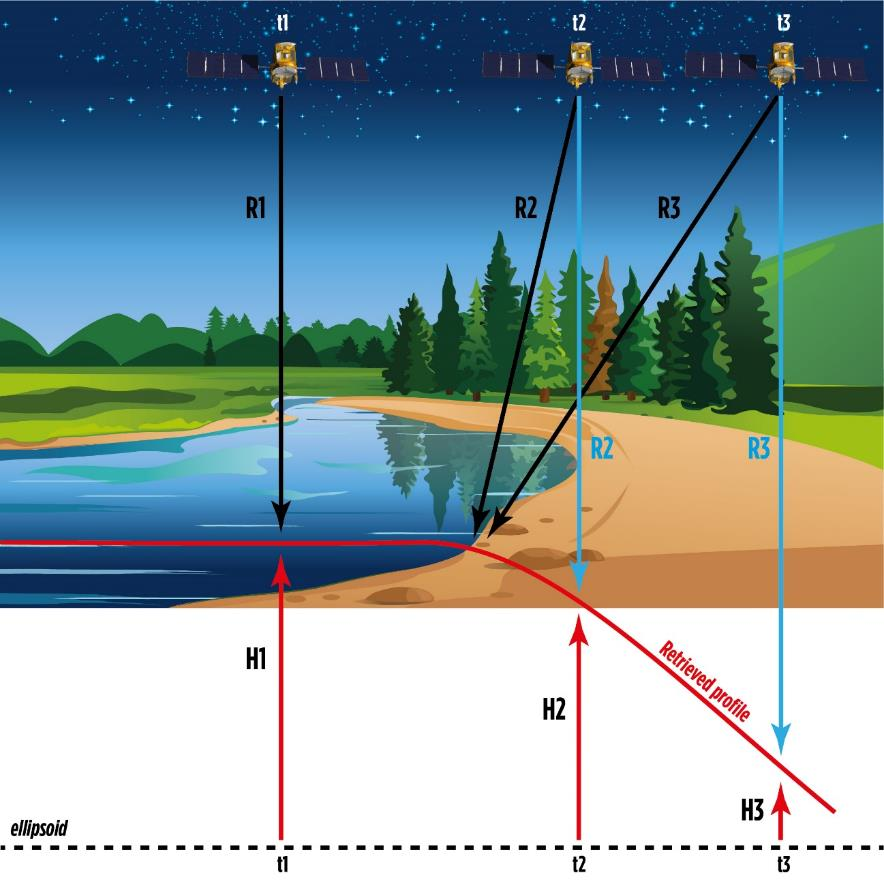 t1
t2
t3
R1
R2
R3
R2
R3
H1
Retrieved profile
H2
H3
ellipsoid
t1
t2
t3